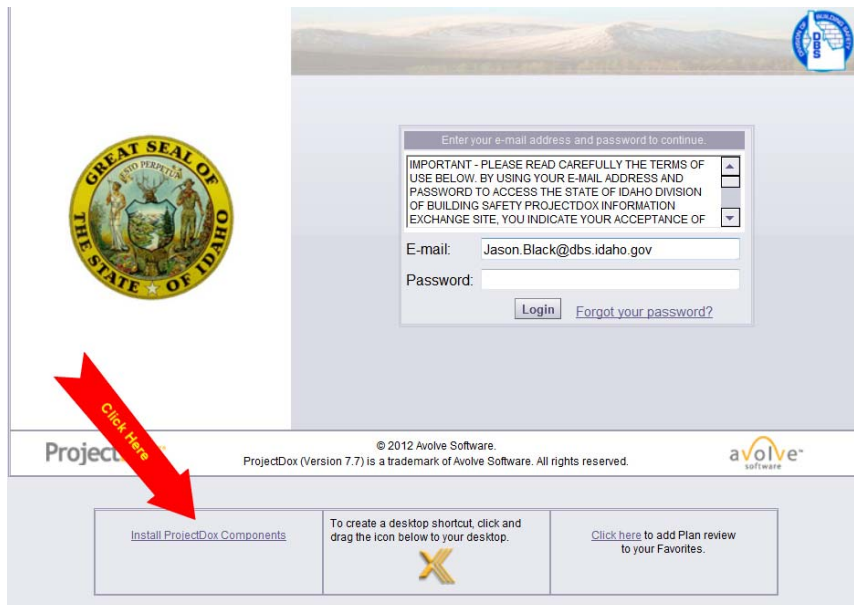 DIVISION OF BUILDING SAFETY
DBS
GREAT SEAL OF
ESTO PERPETUA
THE STATE OF IDAHO
Enter your e-mail address and password to continue.
IMPORTANT - PLEASE READ CAREFULLY THE TERMS OF
USE BELOW. BY USING YOUR E-MAIL ADDRESS AND
PASSWORD TO ACCESS THE STATE OF IDAHO DIVISION
OF BUILDING SAFETY PROJECTDOX INFORMATION
EXCHANGE SITE, YOU INDICATE YOUR ACCEPTANCE OF
E-mail: Jason.Black@dbs.idaho.gov
Password:
Login Forgot your password?
Click Here
Project
© 2012 Avolve Software.
ProjectDox (Version 7.7) is a trademark of Avolve Software. All rights reserved.
avolve
software
Install ProjectDox Components
To create a desktop shortcut, click and
drag the icon below to your desktop.
Click here to add Plan review
to your Favorites.